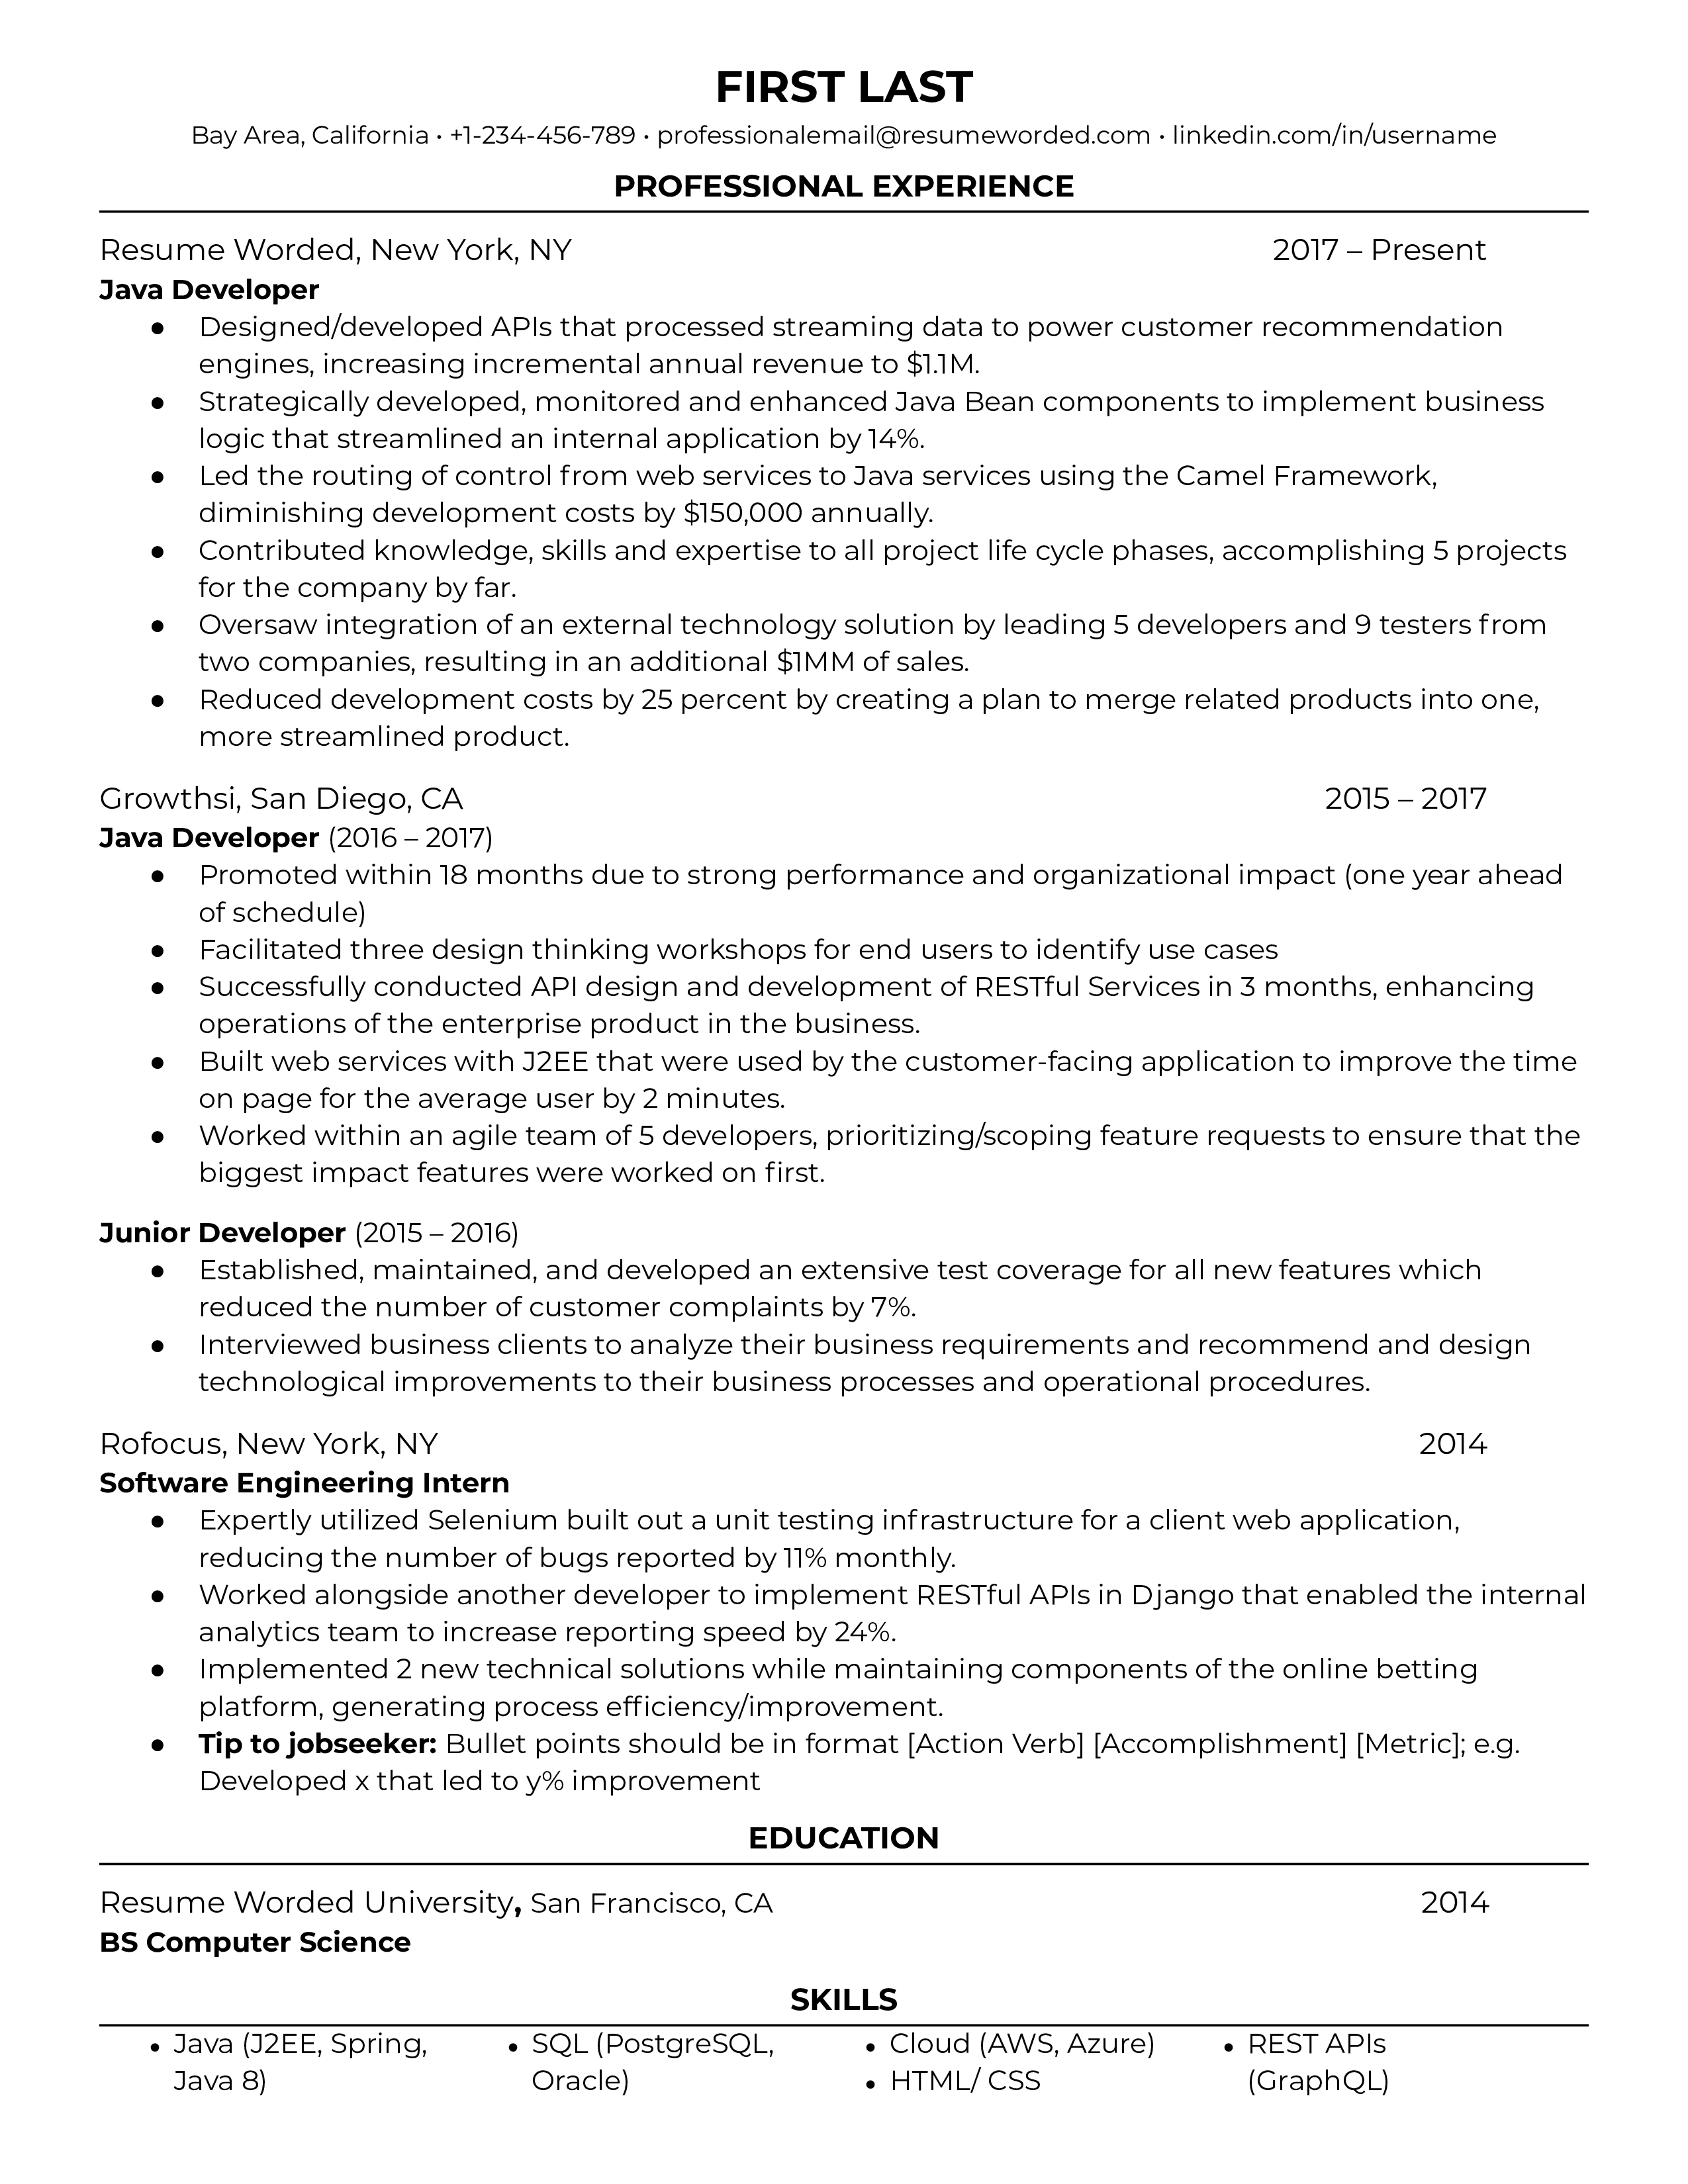 FIRST LAST
Bay Area, California • +1-234-456-789 • professionalemail@resumeworded.com • linkedin.com/in/username
PROFESSIONAL EXPERIENCE
Resume Worded, New York, NY 2017 – Present
Java Developer
● Designed/developed APIs that processed streaming data to power customer recommendation
engines, increasing incremental annual revenue to $1.1M.
● Strategically developed, monitored and enhanced Java Bean components to implement business
logic that streamlined an internal application by 14%.
● Led the routing of control from web services to Java services using the Camel Framework,
diminishing development costs by $150,000 annually.
● Contributed knowledge, skills and expertise to all project life cycle phases, accomplishing 5 projects
for the company by far.
● Oversaw integration of an external technology solution by leading 5 developers and 9 testers from
two companies, resulting in an additional $1MM of sales.
● Reduced development costs by 25 percent by creating a plan to merge related products into one,
more streamlined product.
Growthsi, San Diego, CA 2015 – 2017
Java Developer (2016 – 2017)
● Promoted within 18 months due to strong performance and organizational impact (one year ahead
of schedule)
● Facilitated three design thinking workshops for end users to identify use cases
● Successfully conducted API design and development of RESTful Services in 3 months, enhancing
operations of the enterprise product in the business.
● Built web services with J2EE that were used by the customer-facing application to improve the time
on page for the average user by 2 minutes.
● Worked within an agile team of 5 developers, prioritizing/scoping feature requests to ensure that the
biggest impact features were worked on first.
Junior Developer (2015 – 2016)
● Established, maintained, and developed an extensive test coverage for all new features which
reduced the number of customer complaints by 7%.
● Interviewed business clients to analyze their business requirements and recommend and design
technological improvements to their business processes and operational procedures.
Rofocus, New York, NY 2014
Software Engineering Intern
● Expertly utilized Selenium built out a unit testing infrastructure for a client web application,
reducing the number of bugs reported by 11% monthly.
● Worked alongside another developer to implement RESTful APIs in Django that enabled the internal
analytics team to increase reporting speed by 24%.
● Implemented 2 new technical solutions while maintaining components of the online betting
platform, generating process efficiency/improvement.
● Tip to jobseeker: Bullet points should be in format [Action Verb] [Accomplishment] [Metric]; e.g.
Developed x that led to y% improvement
EDUCATION
Resume Worded University, San Francisco, CA 2014
BS Computer Science
SKILLS
• Java (J2EE, Spring,
Java 8)
• SQL (PostgreSQL,
Oracle)
• Cloud (AWS, Azure)
• HTML/ CSS
• REST APIs
(GraphQL)